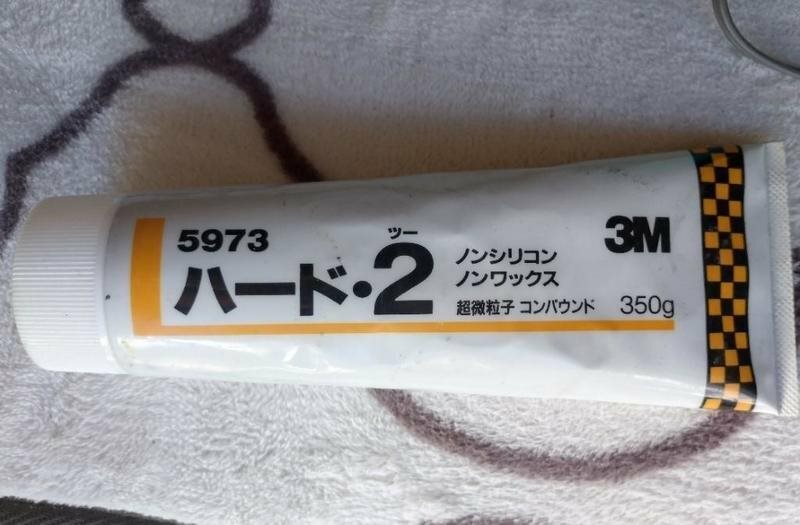 5973
ツー
ハード・2
ノンシリコン
ノンワックス
超微粒子 コンパウンド
350g
3M